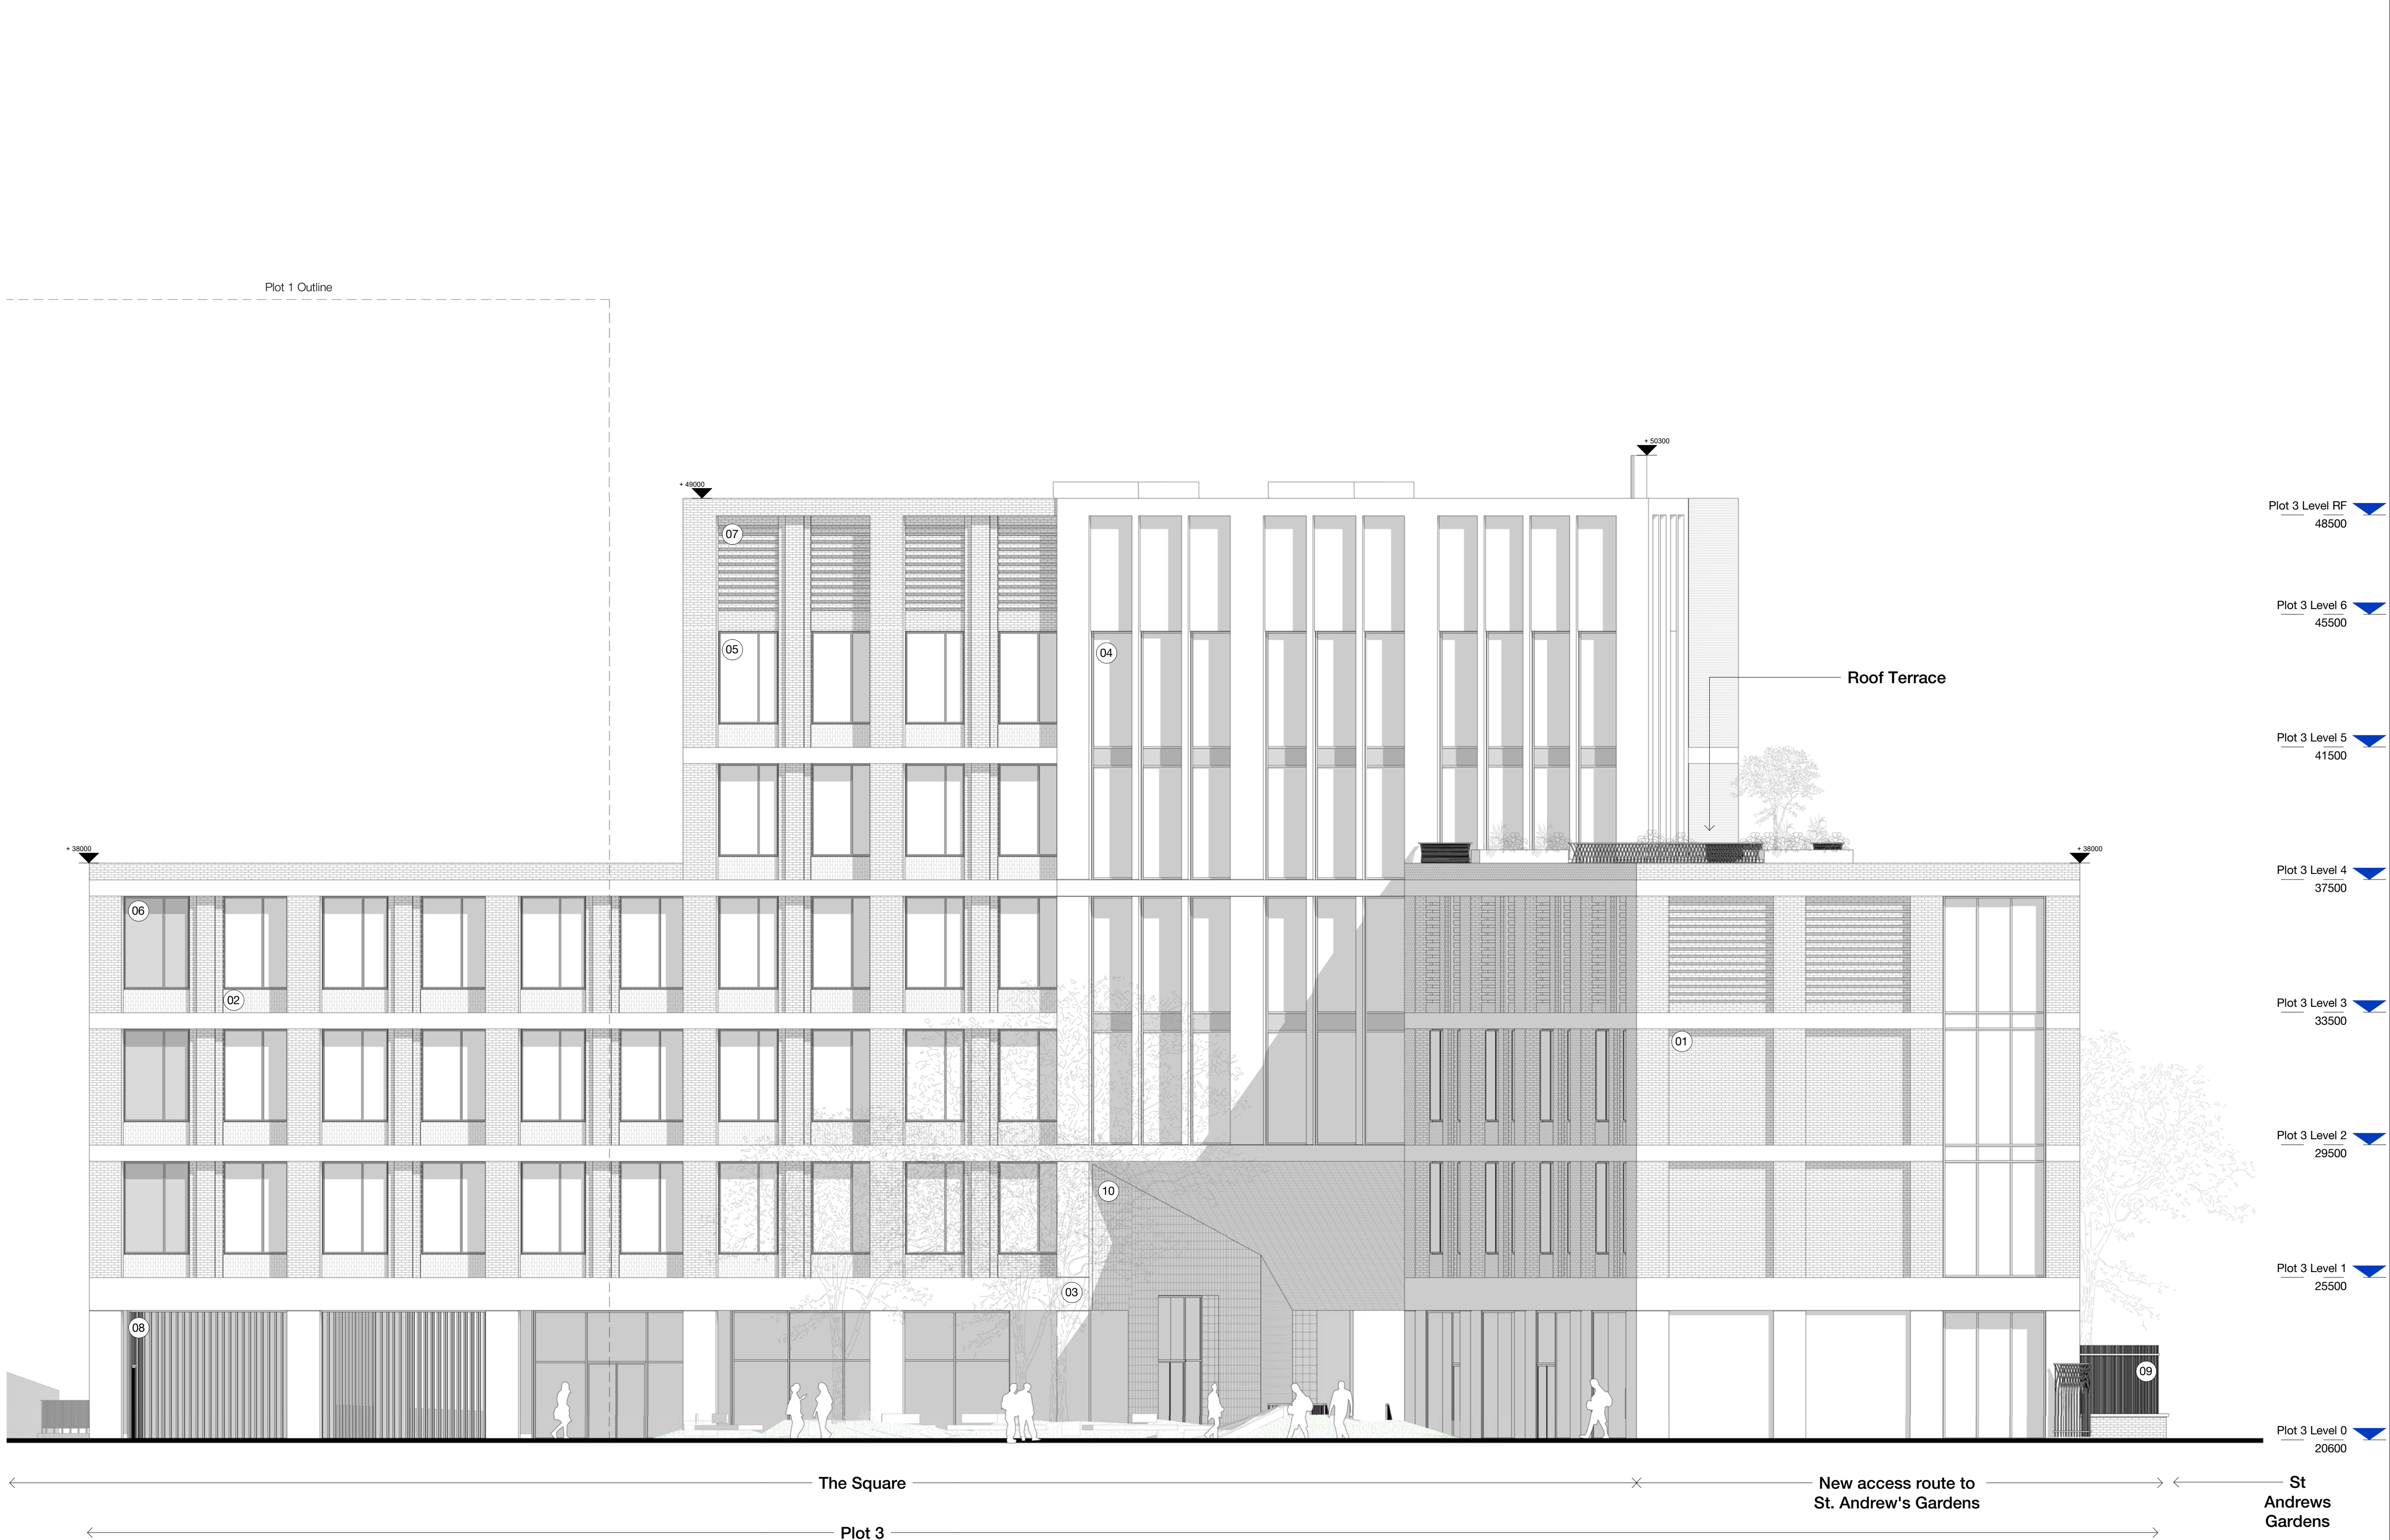 Plot 1 Outline
+ 50300
+ 49000
Plot 3 Level RF
48500
07
Plot 3 Level 6
45500
05
04
Roof Terrace
Plot 3 Level 5
41500
+ 38000
+ 38000
Plot 3 Level 4
37500
06
02
Plot 3 Level 3
33500
01
Plot 3 Level 2
29500
10
Plot 3 Level 1
25500
03
08
09
Plot 3 Level 0
20600
The Square
New access route to
St. Andrew's Gardens
St
Andrews
Gardens
Plot 3